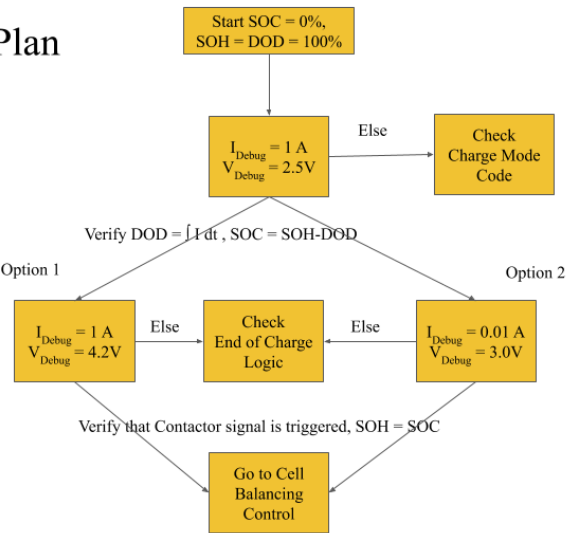 Plan
Start SOC = 0%,
SOH = DOD = 100%
I_Debug = 1 A
V_Debug = 2.5V
Else
Check
Charge Mode
Code
Verify DOD = ∫ I dt , SOC = SOH-DOD
Option 1
Option 2
I_Debug = 1 A
V_Debug = 4.2V
Else
Check
End of Charge
Logic
Else
I_Debug = 0.01 A
V_Debug = 3.0V
Verify that Contactor signal is triggered, SOH = SOC
Go to Cell
Balancing
Control